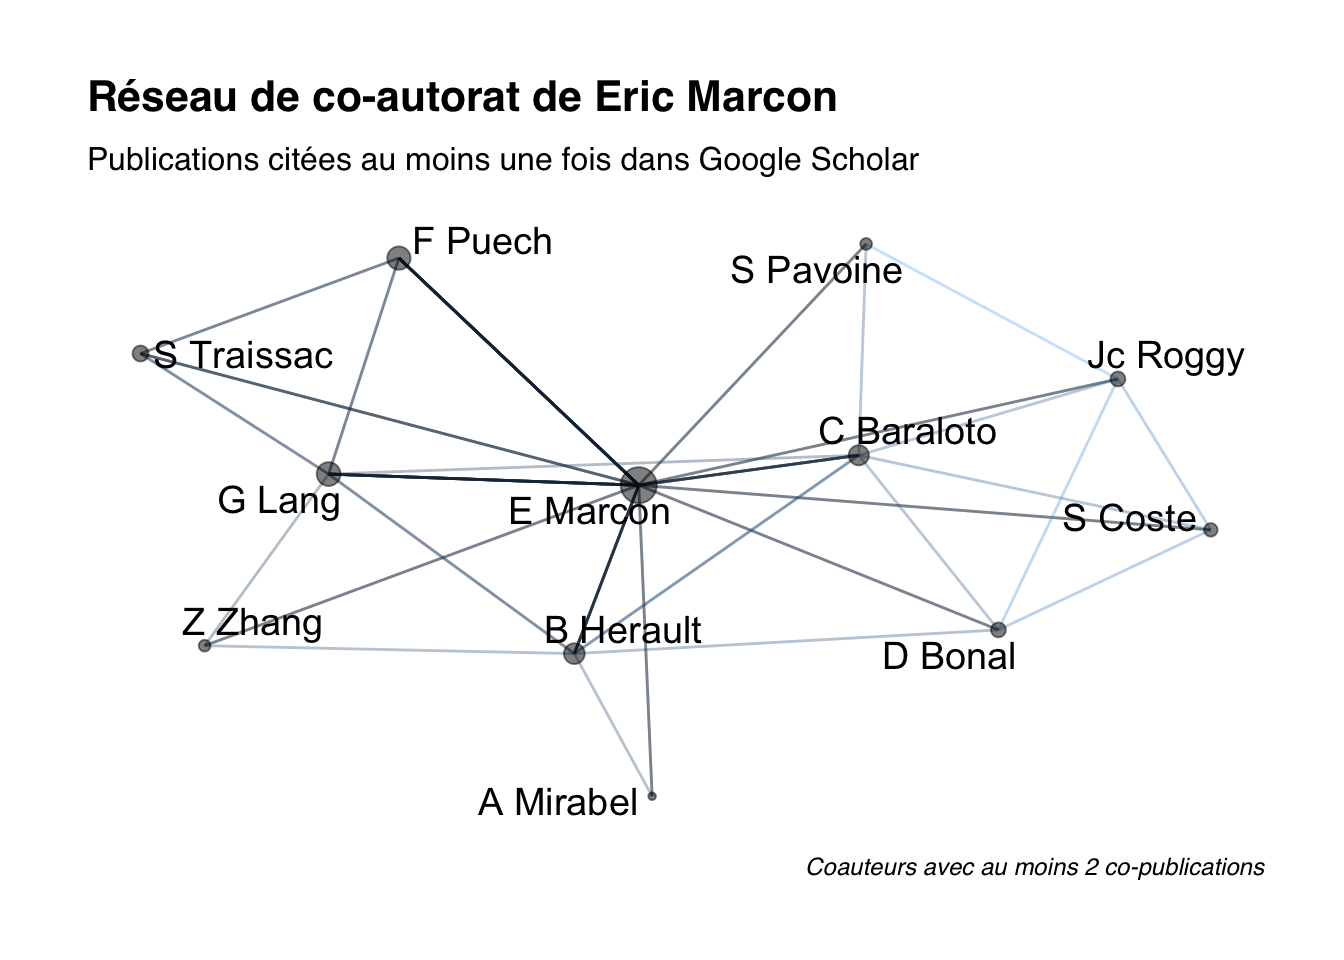 Réseau de co-autorat de Eric Marcon
Publications citées au moins une fois dans Google Scholar
F Puech
S Pavoine
S Traissac
Jc Roggy
C Baraloto
G Lang
E Marcon
S Coste
Z Zhang
B Herault
D Bonal
A Mirabel
Coauteurs avec au moins 2 co-publications